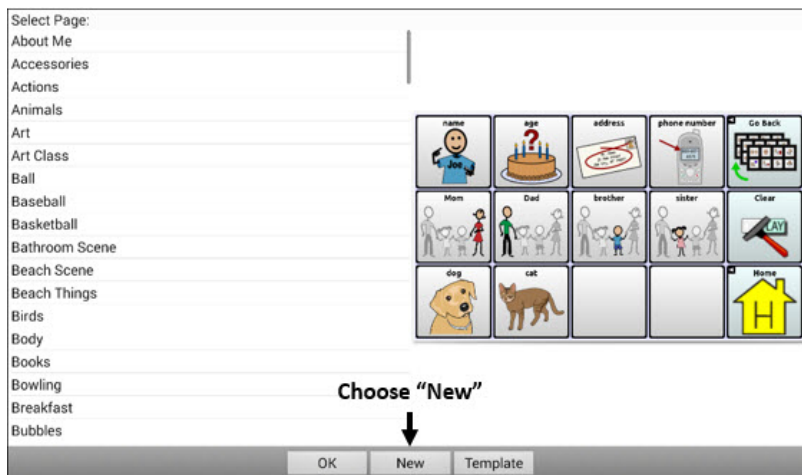 Select Page:
About Me
Accessories
Actions
Animals
Art
Art Class
Ball
Baseball
Basketball
Bathroom Scene
Beach Scene
Beach Things
Birds
Body
Books
Bowling
Breakfast
Bubbles
name age address phone number Go Back
Joe
?
Mom Dad brother sister Clear
LAY
dog cat Home
H
Choose “New”
OK New Template